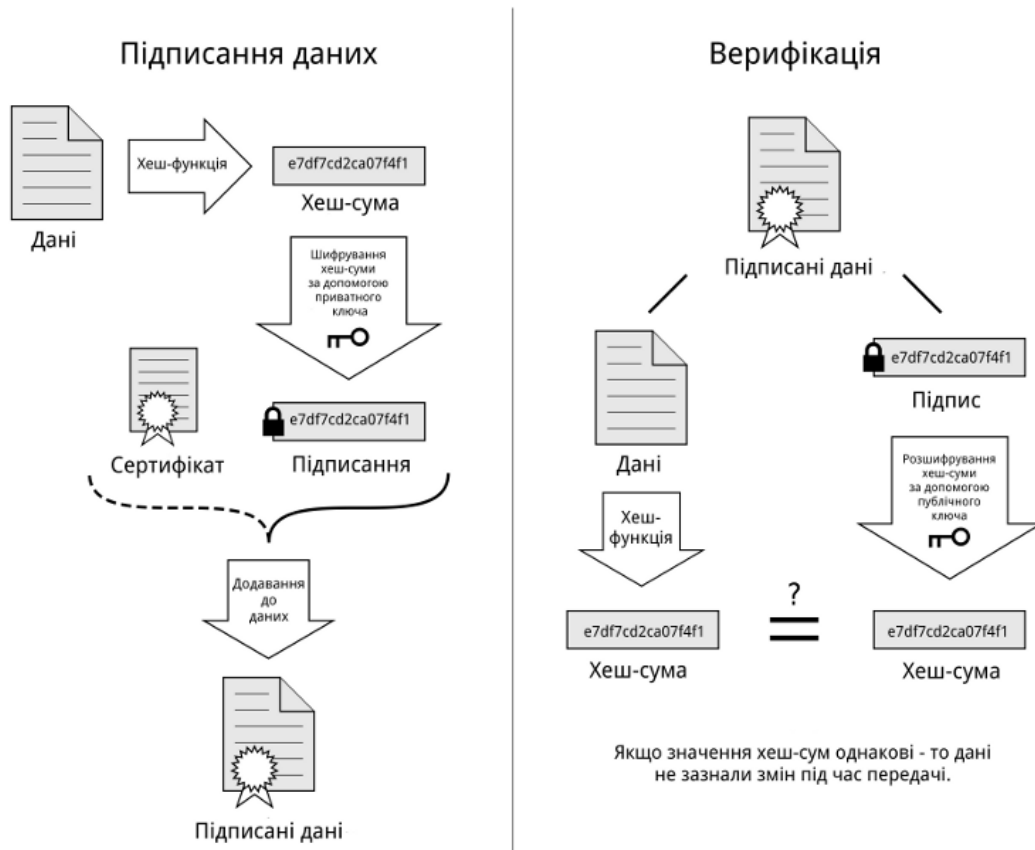 Підписання даних
Хеш-функція
e7df7cd2ca07f4f1
Хеш-сума
Дані
Шифрування
хеш-суми
за допомогою
приватного
ключа
e7df7cd2ca07f4f1
Сертифікат
Підписання
Додавання
до
даних
Підписані дані
Верифікація
Підписані дані
e7df7cd2ca07f4f1
Підпис
Дані
Хеш-
функція
Розшифрування
хеш-суми
за допомогою
публічного
ключа
?
e7df7cd2ca07f4f1
e7df7cd2ca07f4f1
Хеш-сума
Хеш-сума
Якщо значення хеш-сум однакові - то дані
не зазнали змін під час передачі.